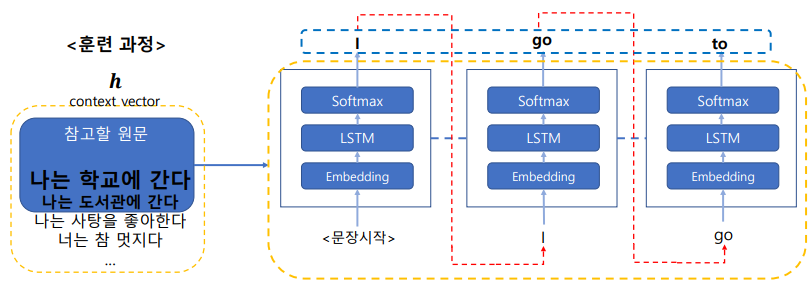 <훈련 과정>
h
context vector
참고할 원문
나는 학교에 간다
나는 도서관에 간다
나는 사탕을 좋아한다
너는 참 멋지다
...
I
go
to
Softmax
LSTM
Embedding
<문장시작>
Softmax
LSTM
Embedding
I
Softmax
LSTM
Embedding
go